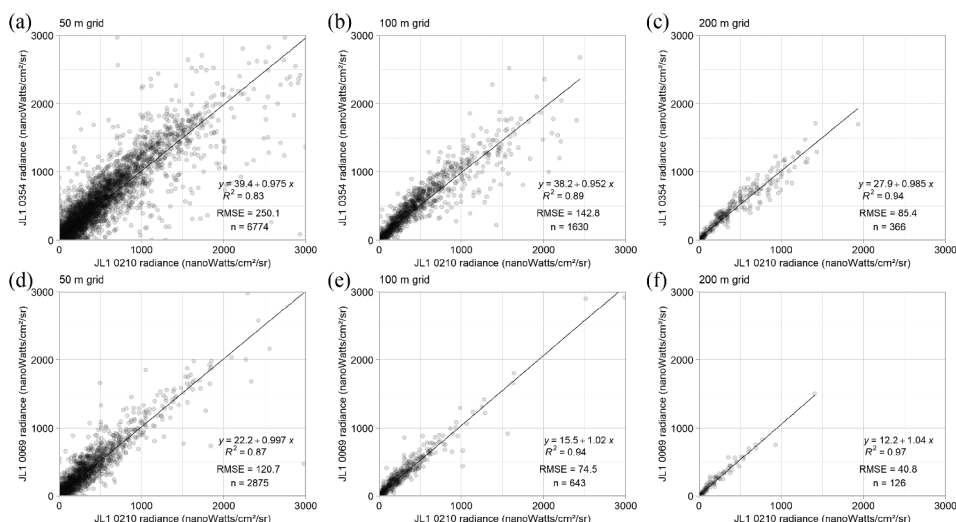 (a) 50 m grid
3000
2000
1000
0
JL1 0354 radiance (nanoWatts/cm²/sr)
y = 39.4 + 0.975 x
R² = 0.83
RMSE = 250.1
n = 6774
0 1000 2000 3000
JL1 0210 radiance (nanoWatts/cm²/sr)
(b) 100 m grid
3000
2000
1000
0
JL1 0354 radiance (nanoWatts/cm²/sr)
y = 38.2 + 0.952 x
R² = 0.89
RMSE = 142.8
n = 1630
0 1000 2000 3000
JL1 0210 radiance (nanoWatts/cm²/sr)
(c) 200 m grid
3000
2000
1000
0
JL1 0354 radiance (nanoWatts/cm²/sr)
y = 27.9 + 0.985 x
R² = 0.94
RMSE = 85.4
n = 366
0 1000 2000 3000
JL1 0210 radiance (nanoWatts/cm²/sr)
(d) 50 m grid
3000
2000
1000
0
JL1 0069 radiance (nanoWatts/cm²/sr)
y = 22.2 + 0.997 x
R² = 0.87
RMSE = 120.7
n = 2875
0 1000 2000 3000
JL1 0210 radiance (nanoWatts/cm²/sr)
(e) 100 m grid
3000
2000
1000
0
JL1 0069 radiance (nanoWatts/cm²/sr)
y = 15.5 + 1.02 x
R² = 0.94
RMSE = 74.5
n = 643
0 1000 2000 3000
JL1 0210 radiance (nanoWatts/cm²/sr)
(f) 200 m grid
3000
2000
1000
0
JL1 0069 radiance (nanoWatts/cm²/sr)
y = 12.2 + 1.04 x
R² = 0.97
RMSE = 40.8
n = 126
0 1000 2000 3000
JL1 0210 radiance (nanoWatts/cm²/sr)